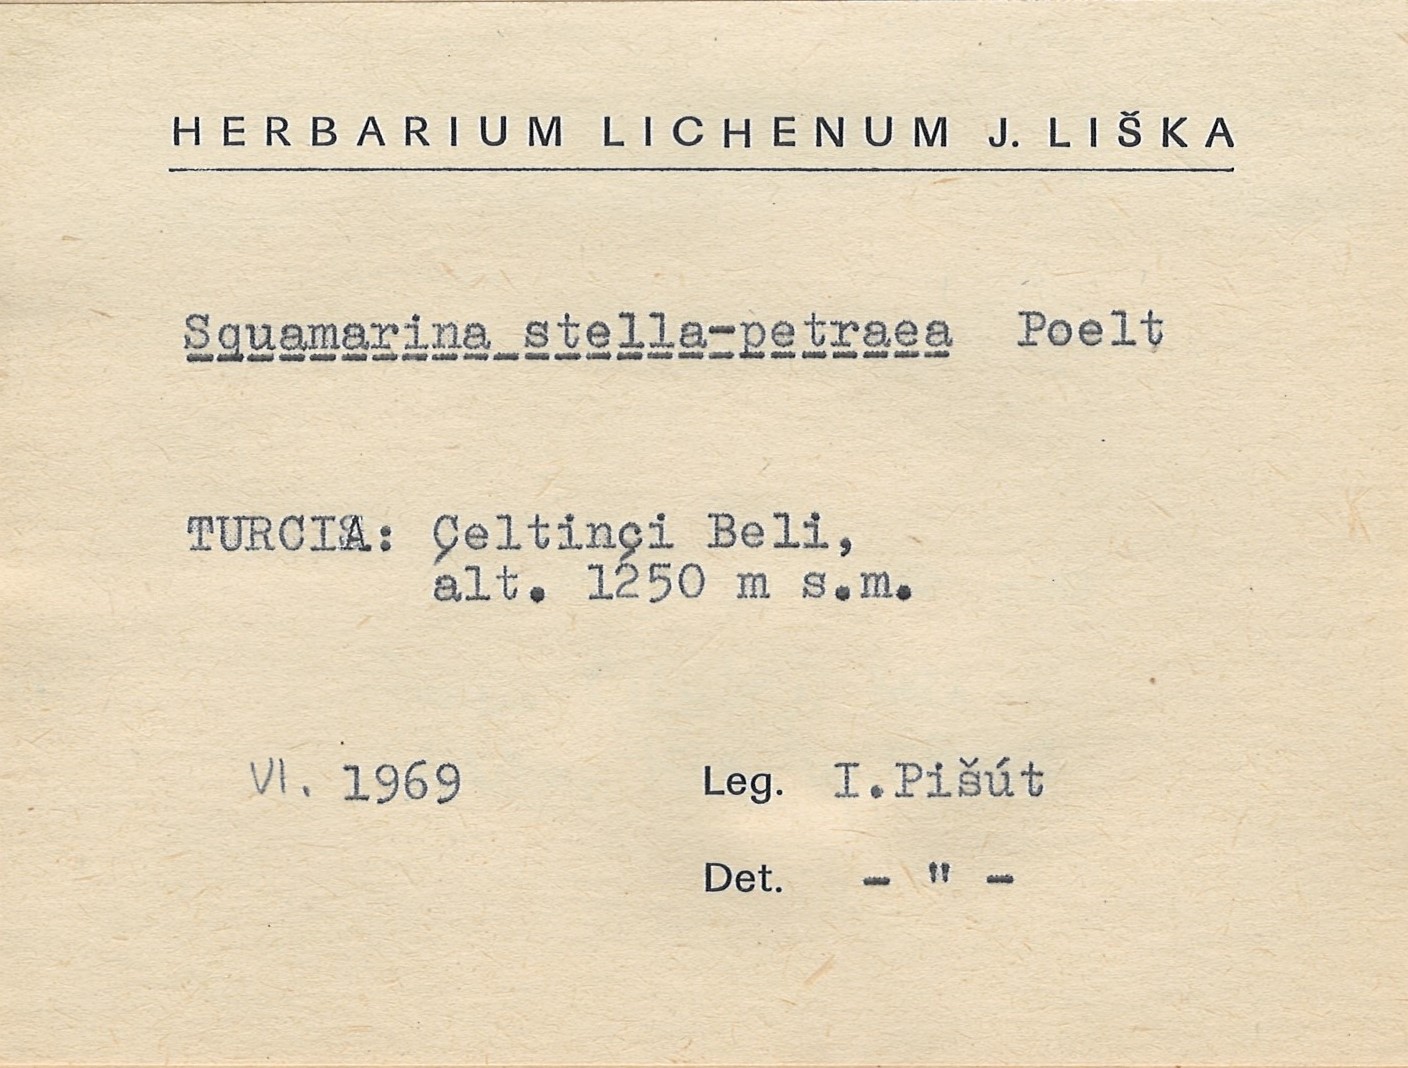 HERBARIUM LICHENUM J. LIŠKA
Squamarina stella-petraea Poelt
TURCIA: Çeltinçi Beli,
alt. 1250 m s.m.
VI. 1969 Leg. I.Pišút
Det. - " -